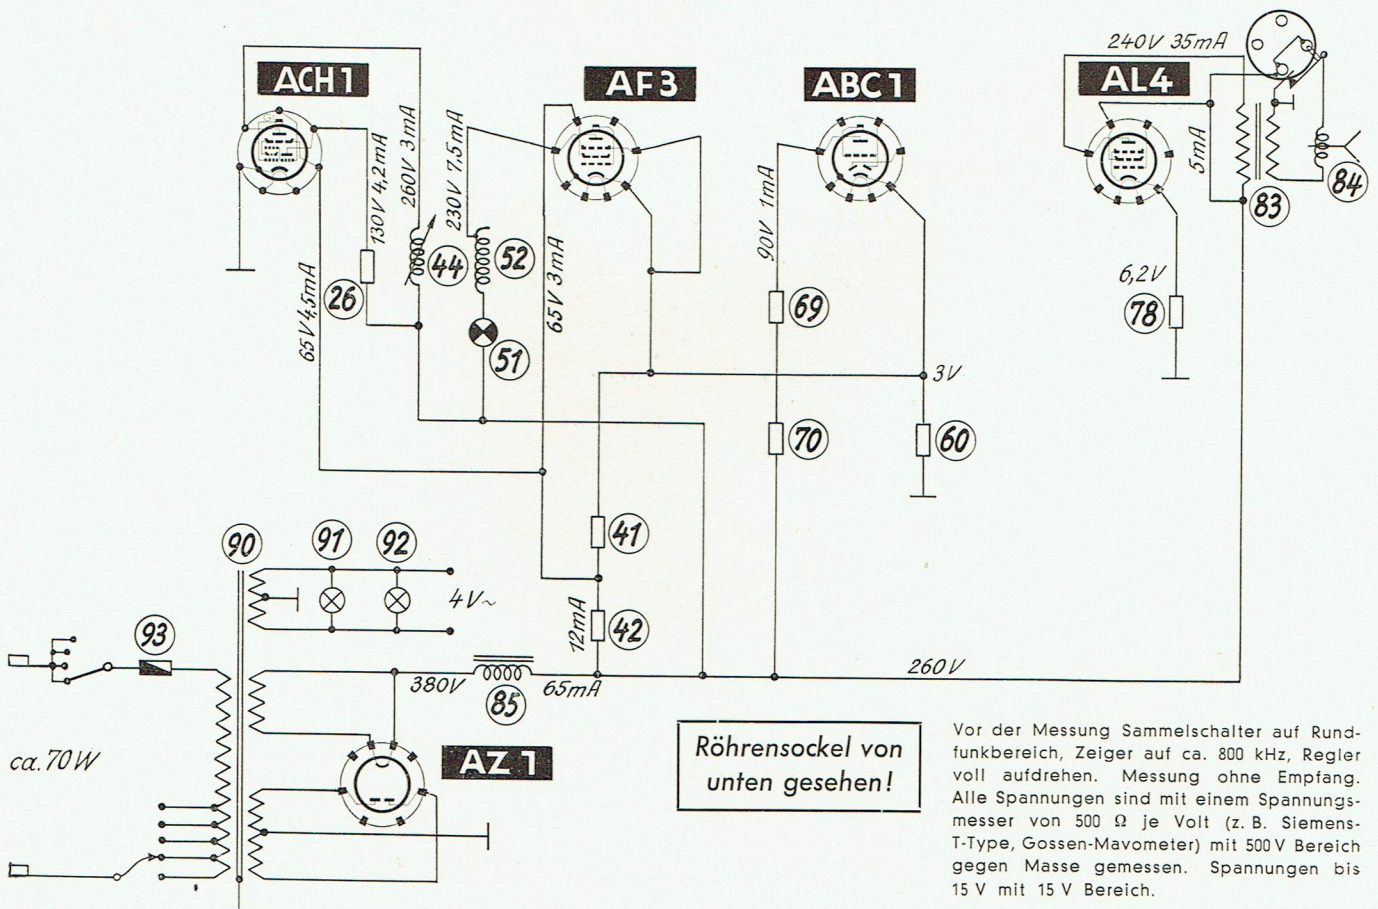 ACH1
AF3
ABC1
AL4
240V 35mA
130V 4,2mA
260V 3mA
230V 7,5mA
90V 1mA
5mA
44
52
26
51
65V 4,5mA
65V 3mA
69
6,2V
78
83
84
3V
70
60
90
91
92
4V~
41
12mA
42
93
380V
85
65mA
260V
ca. 70W
AZ 1
Röhrensockel von
unten gesehen!
Vor der Messung Sammelschalter auf Rund-
funkbereich, Zeiger auf ca. 800 kHz, Regler
voll aufdrehen. Messung ohne Empfang.
Alle Spannungen sind mit einem Spannungs-
messer von 500 Ω je Volt (z. B. Siemens-
T-Type, Gossen-Mavometer) mit 500 V Bereich
gegen Masse gemessen. Spannungen bis
15 V mit 15 V Bereich.